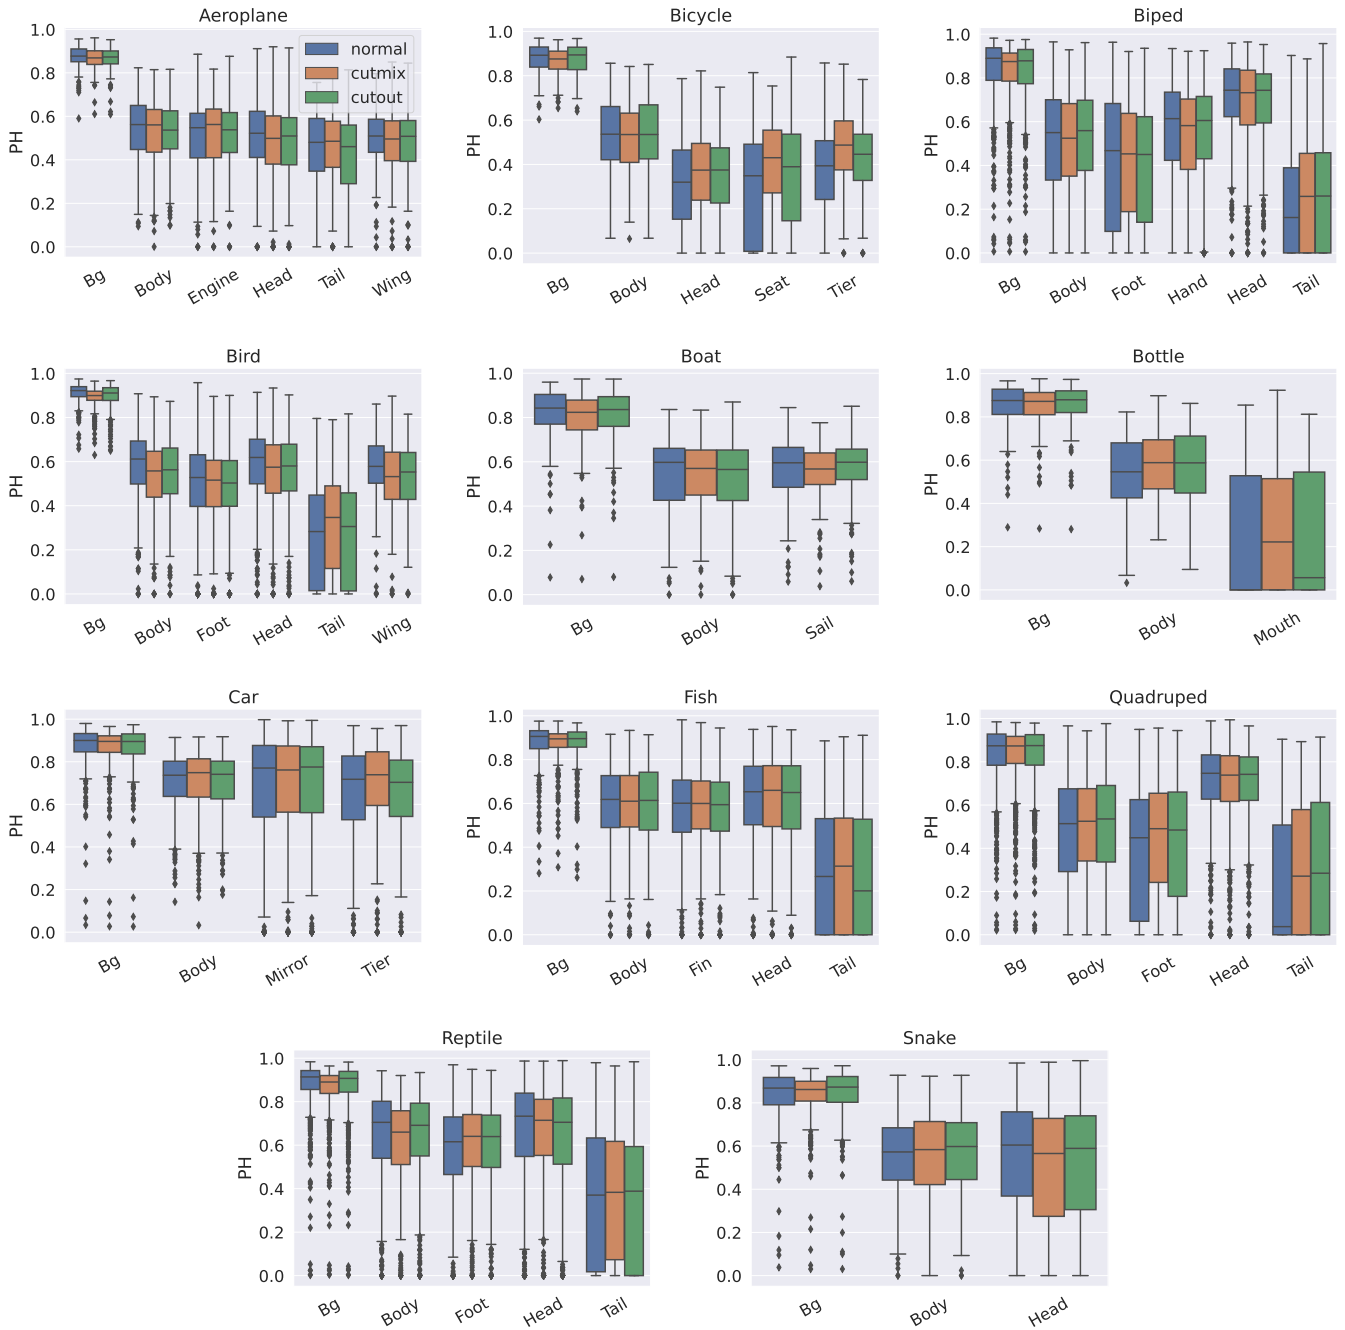 Aeroplane
PH
1.0
0.8
0.6
0.4
0.2
0.0
normal
cutmix
cutout
Bg Body Engine Head Tail Wing
Bicycle
PH
1.0
0.8
0.6
0.4
0.2
0.0
Bg Body Head Seat Tier
Biped
PH
1.0
0.8
0.6
0.4
0.2
0.0
Bg Body Foot Hand Head Tail
Bird
PH
1.0
0.8
0.6
0.4
0.2
0.0
Bg Body Foot Head Tail Wing
Boat
PH
1.0
0.8
0.6
0.4
0.2
0.0
Bg Body Sail
Bottle
PH
1.0
0.8
0.6
0.4
0.2
0.0
Bg Body Mouth
Car
PH
1.0
0.8
0.6
0.4
0.2
0.0
Bg Body Mirror Tier
Fish
PH
1.0
0.8
0.6
0.4
0.2
0.0
Bg Body Fin Head Tail
Quadruped
PH
1.0
0.8
0.6
0.4
0.2
0.0
Bg Body Foot Head Tail
Reptile
PH
1.0
0.8
0.6
0.4
0.2
0.0
Bg Body Foot Head Tail
Snake
PH
1.0
0.8
0.6
0.4
0.2
0.0
Bg Body Head